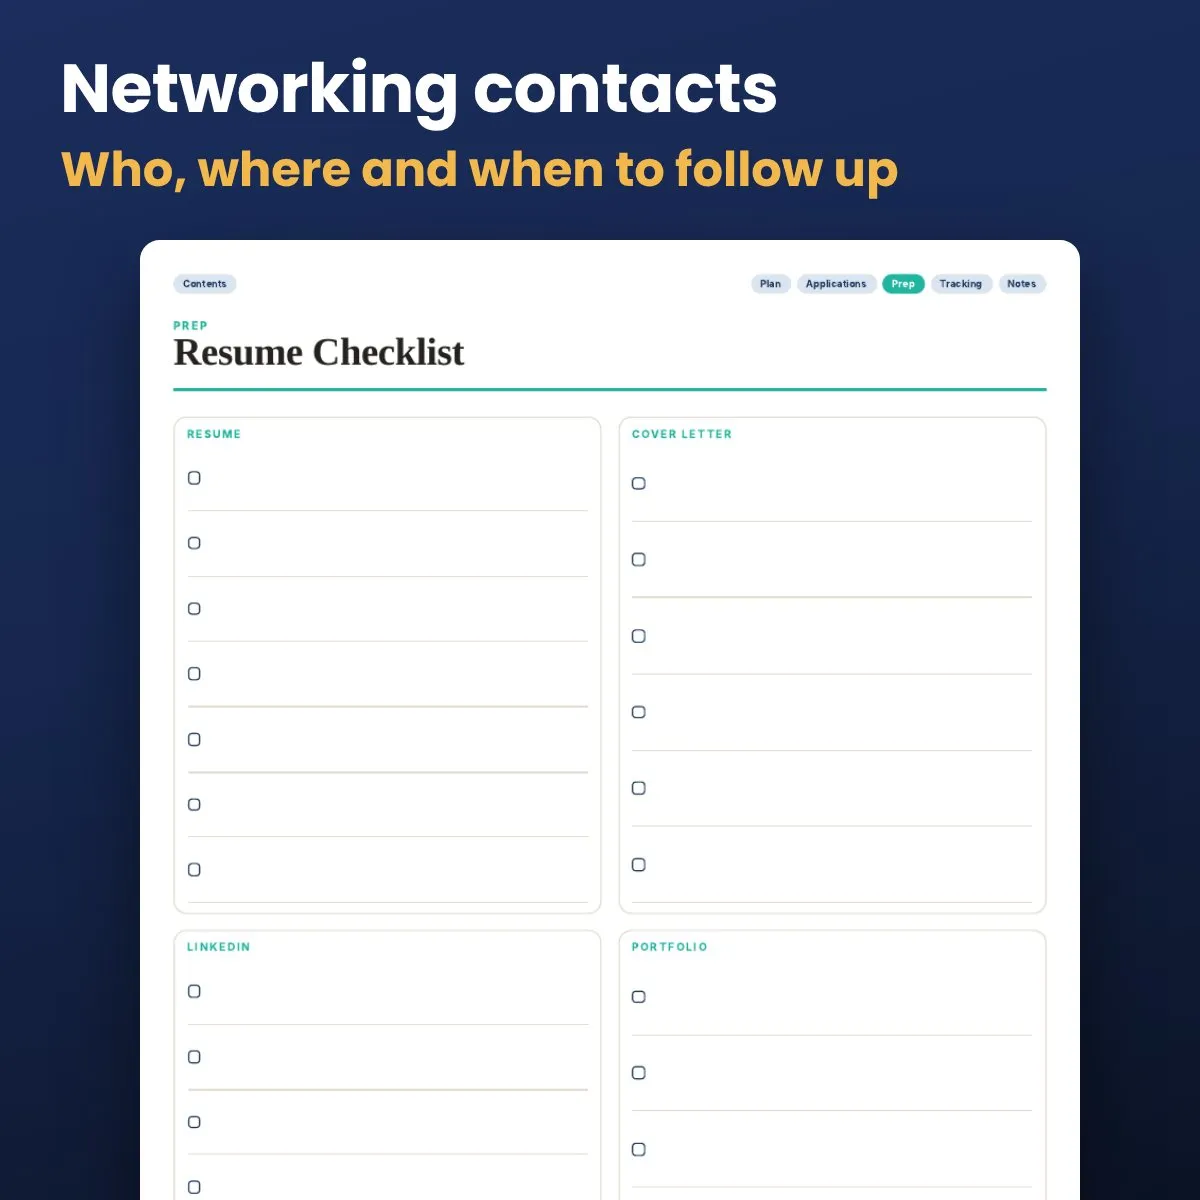 Networking contacts
Who, where and when to follow up
Contents
Plan
Applications
Prep
Tracking
Notes
PREP
Resume Checklist
RESUME
COVER LETTER
LINKEDIN
PORTFOLIO